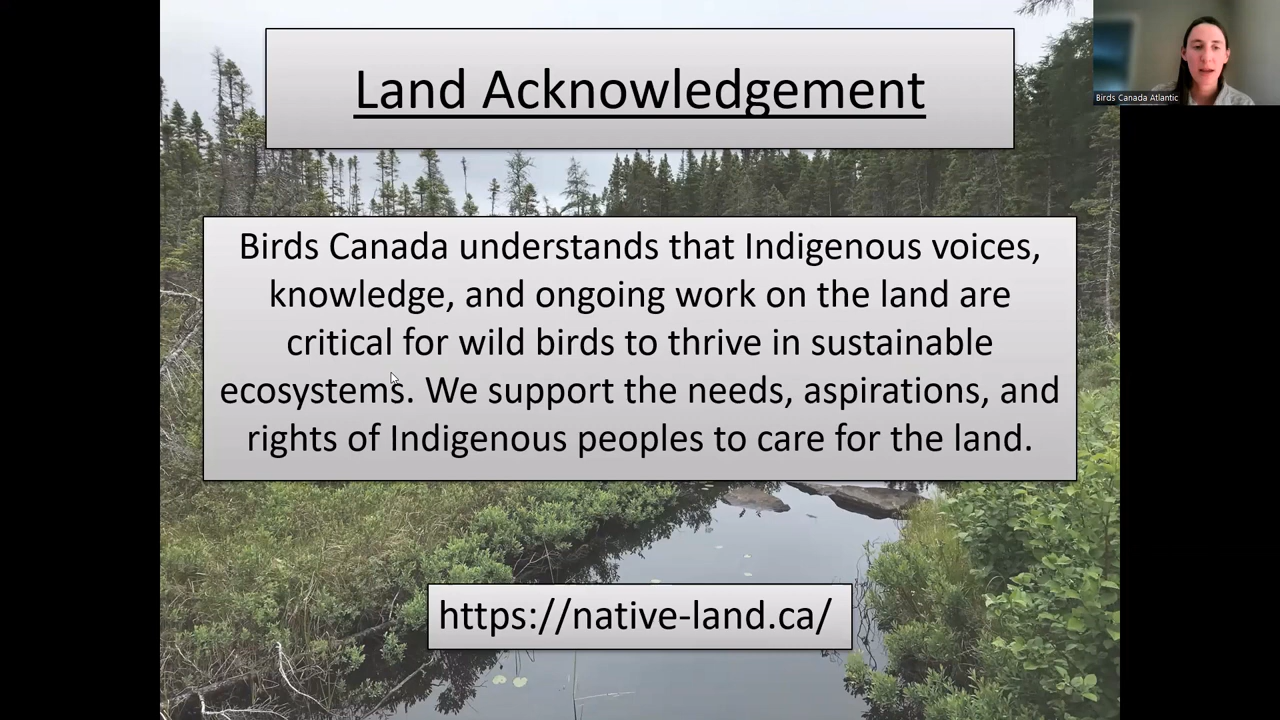 Land Acknowledgement
Birds Canada Atlantic
Birds Canada understands that Indigenous voices,
knowledge, and ongoing work on the land are
critical for wild birds to thrive in sustainable
ecosystems. We support the needs, aspirations, and
rights of Indigenous peoples to care for the land.
https://native-land.ca/